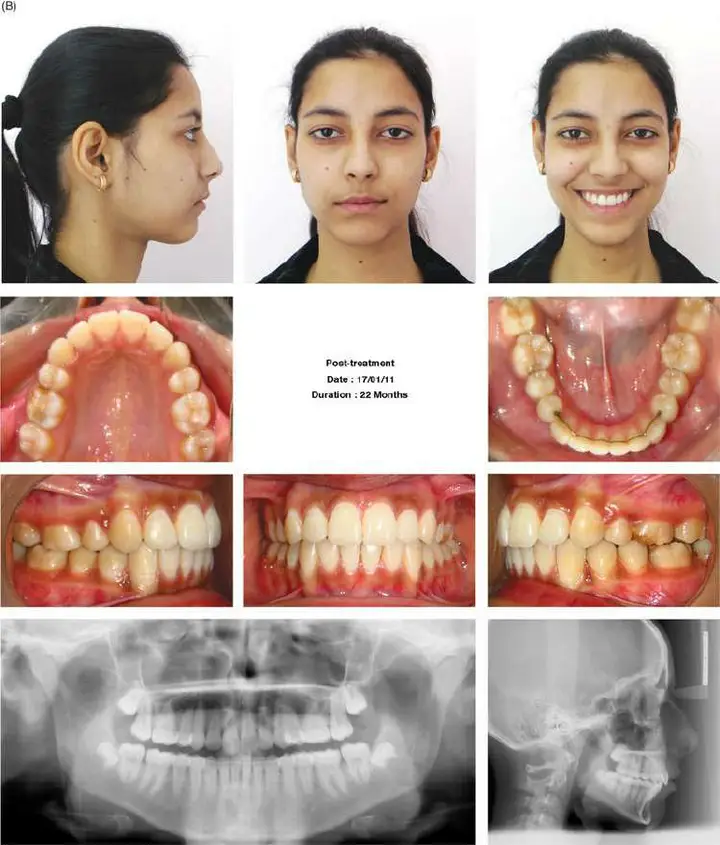 (B)
Post-treatment
Date : 17/01/11
Duration : 22 Months